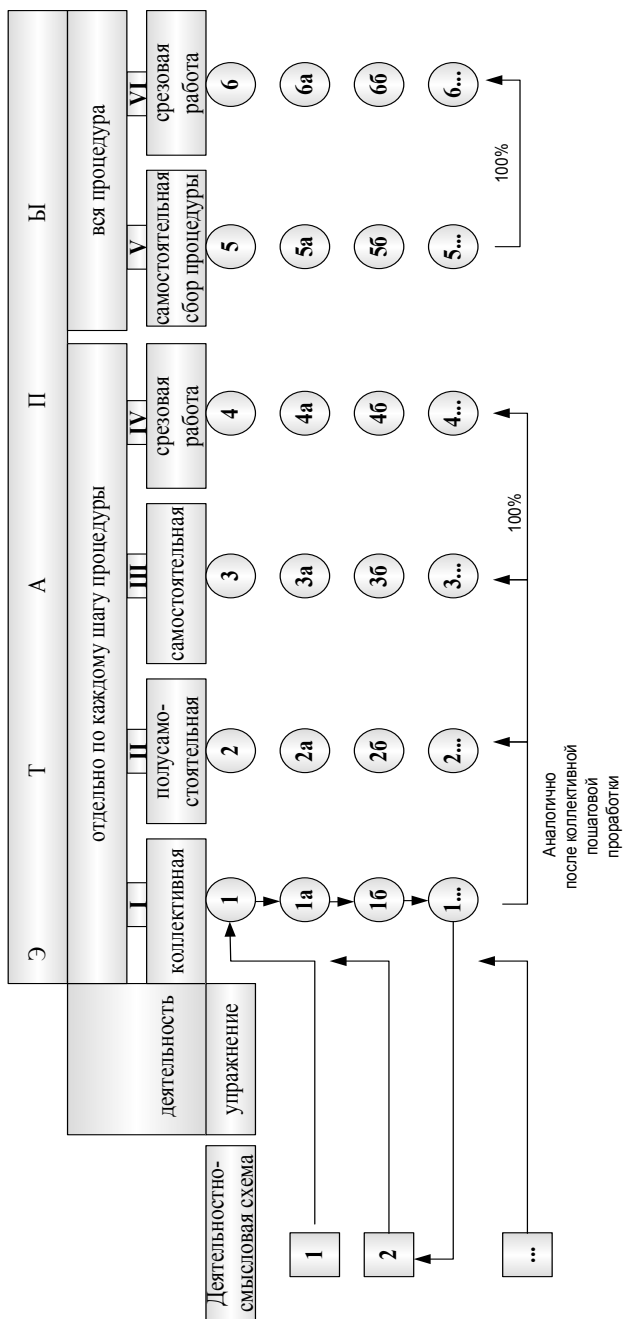 Э Т А П Ы
отдельно по каждому шагу процедуры
вся процедура
I
II
III
IV
V
VI
деятельность
коллективная
полусамо-
стоятельная
самостоятельная
срезовая
работа
самостоятельная
сбор процедуры
срезовая
работа
Деятельностно-
смысловая схема
упражнение
1
2
3
4
5
6
1
1а
2а
3а
4а
5а
6а
2
1б
2б
3б
4б
5б
6б
...
1...
2...
3...
4...
5...
6...
100%
100%
Аналогично
после коллективной
пошаговой
проработки